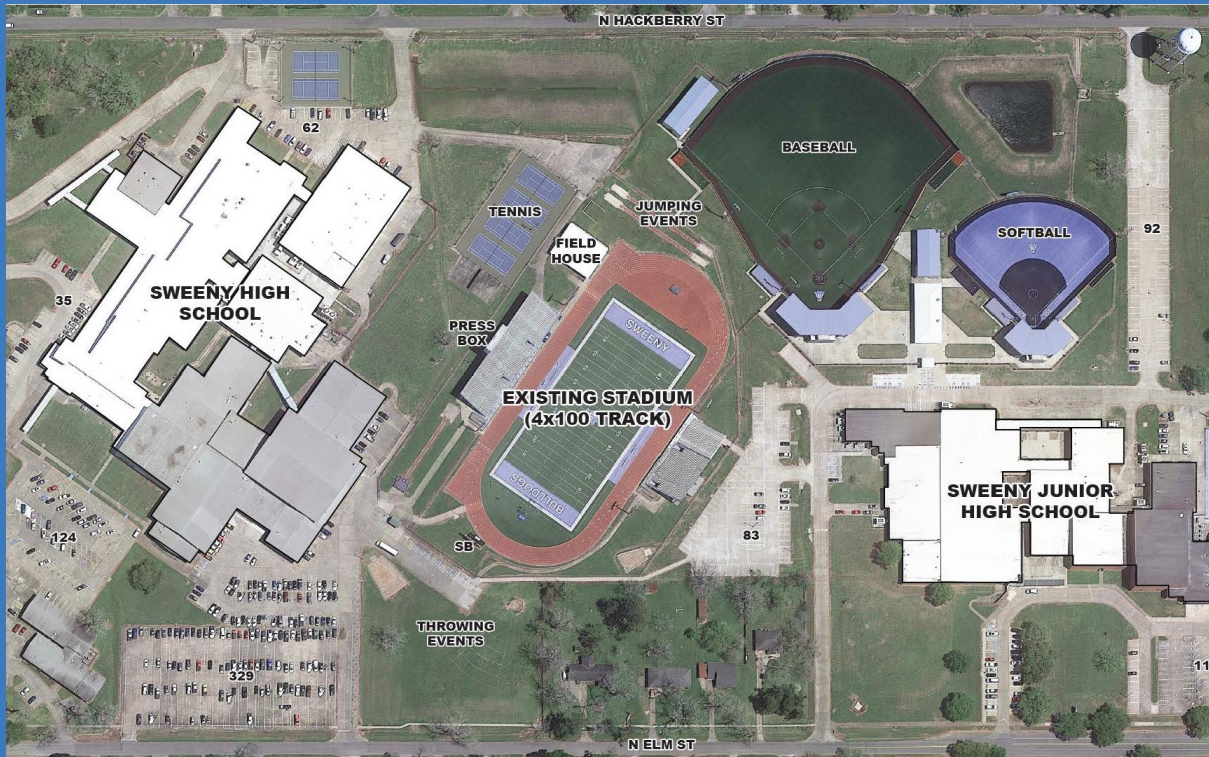 N HACKBERRY ST
62
BASEBALL
TENNIS
JUMPING
EVENTS
SOFTBALL
92
FIELD
HOUSE
35
SWEENY HIGH
SCHOOL
PRESS
BOX
SWEENY
EXISTING STADIUM
(4x100 TRACK)
BULLDOGS
SWEENY JUNIOR
HIGH SCHOOL
124
SB
83
THROWING
EVENTS
329
11
N ELM ST